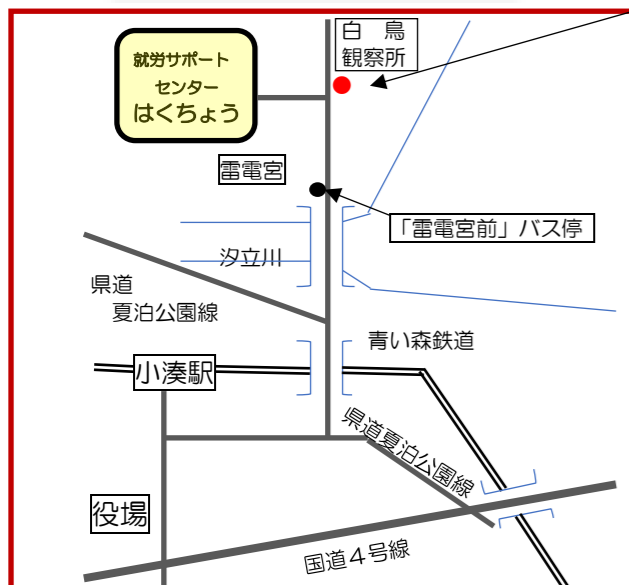 就労サポート
センター
はくちょう
白　鳥
観察所
雷電宮
「雷電宮前」バス停
汐立川
県道
夏泊公園線
青い森鉄道
小湊駅
県道夏泊公園線
役場
国道４号線